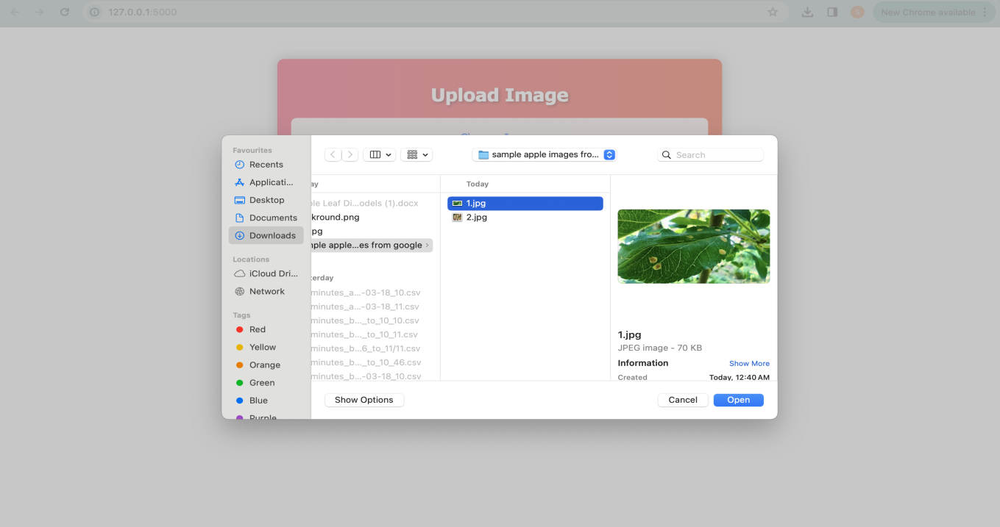 127.0.0.1:5000
New Chrome available
Upload Image
Favourites
Recents
Applicati...
Desktop
Documents
Downloads
Locations
iCloud Dri...
Network
Tags
Red
Yellow
Orange
Green
Blue
Purple
sample apple images fro...
Search
ay
le Leaf Di...odels (1).docx
kround.png
pg
nple apple...es from google
terday
minutes_a...-03-18_10.csv
minutes_a...-03-18_11.csv
minutes_b..._to_10_10.csv
minutes_b..._to_10_11.csv
minutes_b...6_to_11/11.csv
minutes_b..._to_10_46.csv
minutes_b...-03-18_10.csv
Today
1.jpg
2.jpg
1.jpg
JPEG image - 70 KB
Information Show More
Created Today, 12:40 AM
Show Options
Cancel
Open